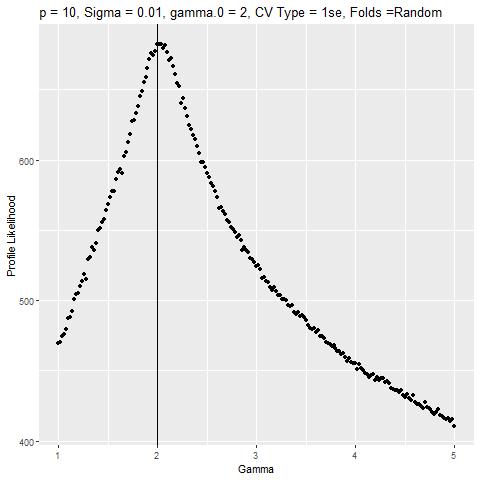 p = 10, Sigma = 0.01, gamma.0 = 2, CV Type = 1se, Folds =Random
Profile Likelihood
600
500
400
1 2 3 4 5
Gamma